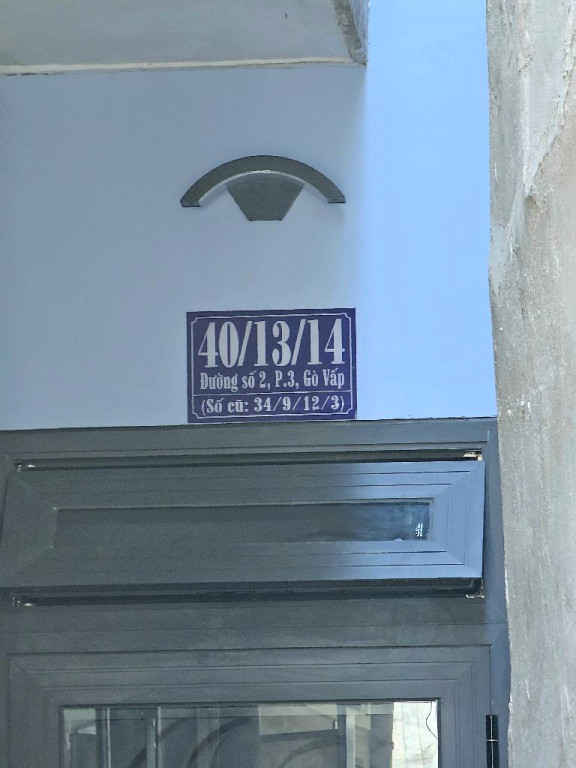 40/13/14
Đường số 2, P.3, Gò Vấp
(Số cũ: 34/9/12/3)